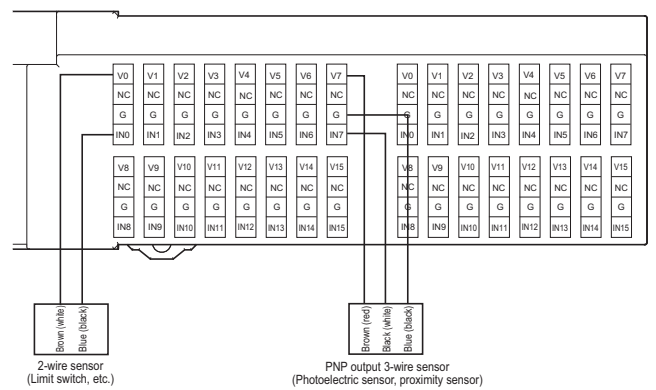 V0 V1 V2 V3 V4 V5 V6 V7 V0 V1 V2 V3 V4 V5 V6 V7
NC NC NC NC NC NC NC NC NC NC NC NC NC NC NC NC
G G G G G G G G G G G G G G G G
IN0 IN1 IN2 IN3 IN4 IN5 IN6 IN7 IN0 IN1 IN2 IN3 IN4 IN5 IN6 IN7
V8 V9 V10 V11 V12 V13 V14 V15 V8 V9 V10 V11 V12 V13 V14 V15
NC NC NC NC NC NC NC NC NC NC NC NC NC NC NC NC
G G G G G G G G G G G G G G G G
IN8 IN9 IN10 IN11 IN12 IN13 IN14 IN15 IN8 IN9 IN10 IN11 IN12 IN13 IN14 IN15
Brown (white)
Blue (black)
2-wire sensor
(Limit switch, etc.)
Brown (red)
Black (white)
Blue (black)
PNP output 3-wire sensor
(Photoelectric sensor, proximity sensor)